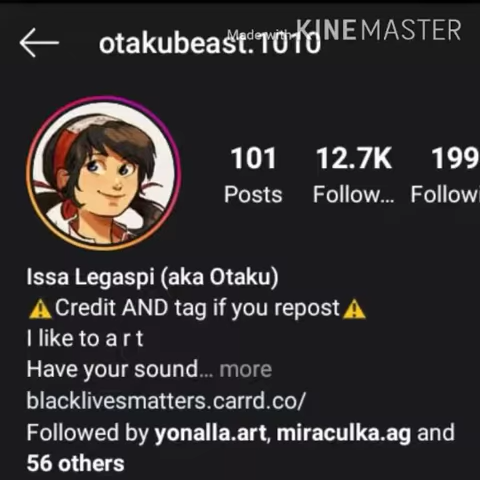 otakubeast.1010
Made with KINEMASTER
101 12.7K 199
Posts Follow... Followi
Issa Legaspi (aka Otaku)
⚠️Credit AND tag if you repost⚠️
I like to a r t
Have your sound... more
blacklivesmatters.carrd.co/
Followed by yonalla.art, miraculka.ag and
56 others